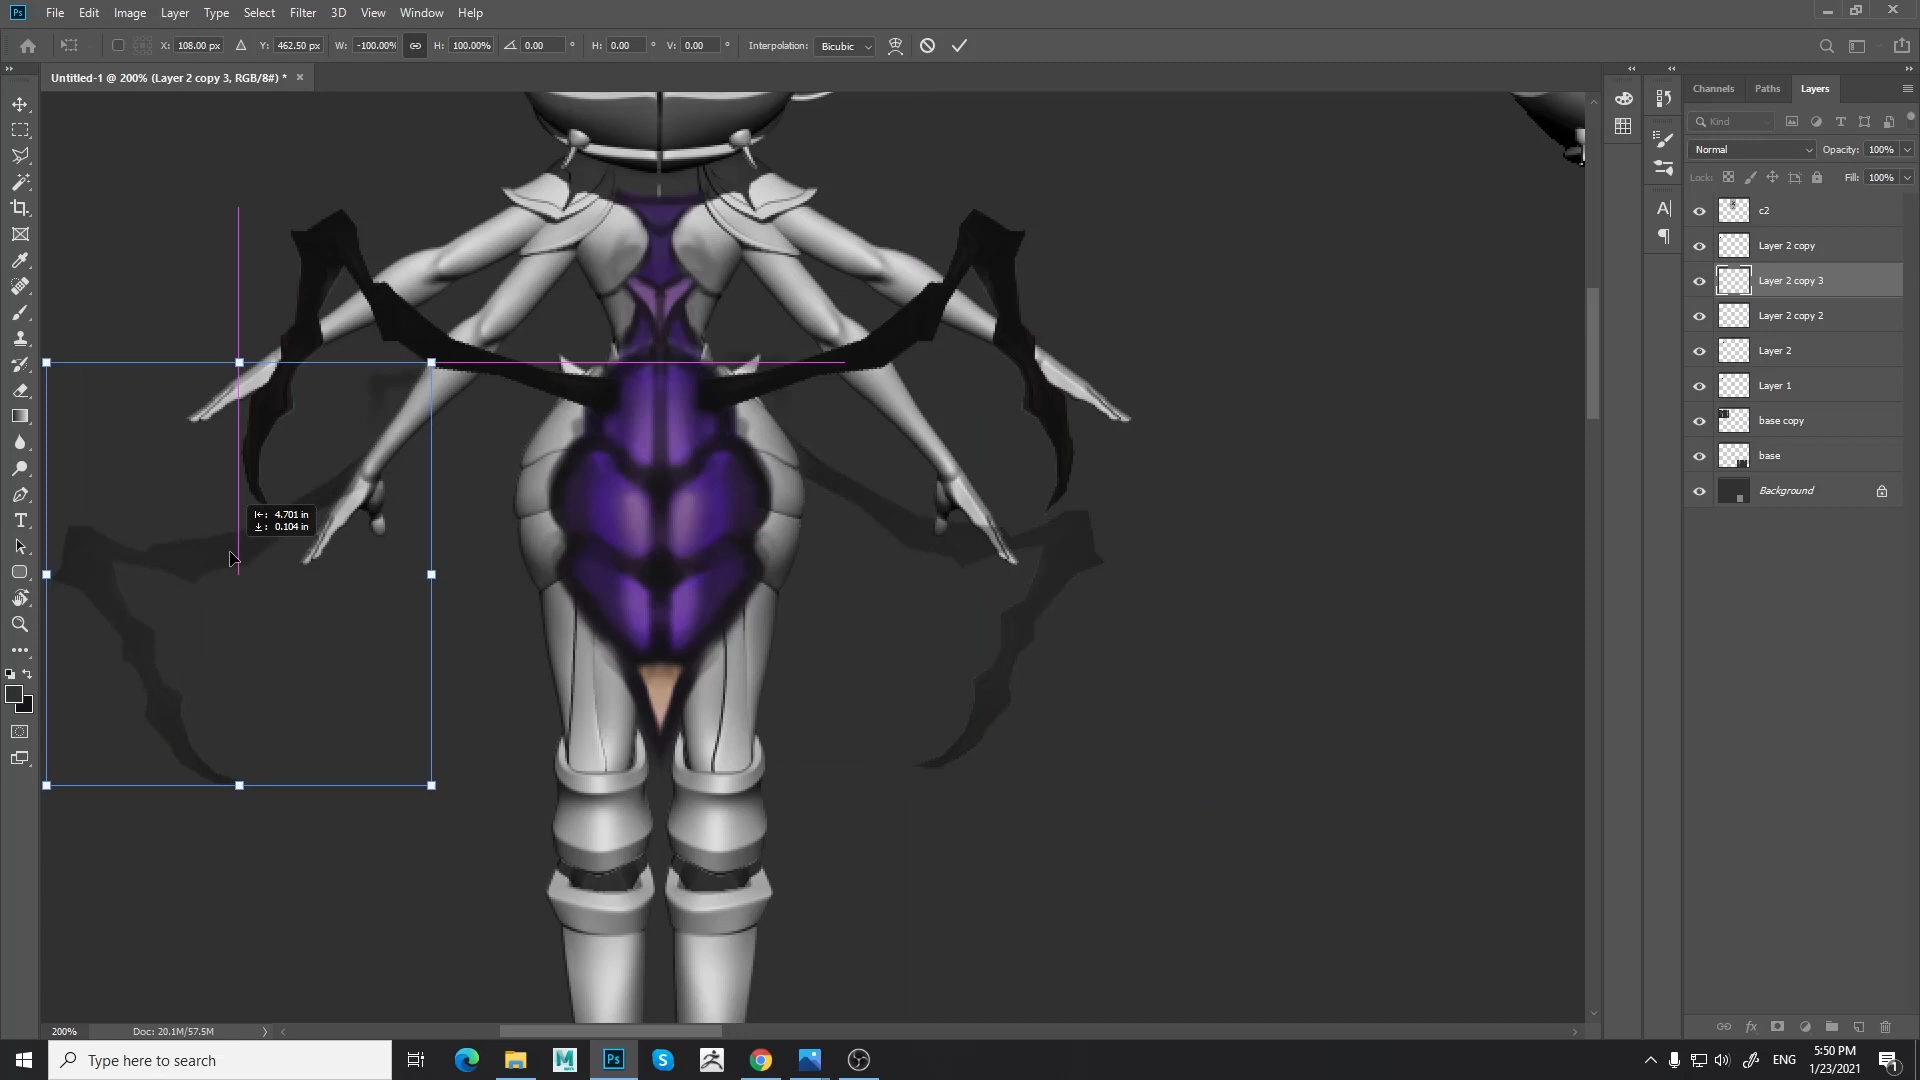 Ps File Edit Image Layer Type Select Filter 3D View Window Help
X: 108.00 px Y: 462.50 px W: -100.00% H: 100.00% 0.00 ° H: 0.00 ° V: 0.00 ° Interpolation: Bicubic
Untitled-1 @ 200% (Layer 2 copy 3, RGB/8#) * ×
Channels Paths Layers
Kind
Normal Opacity: 100%
Lock: Fill: 100%
c2
Layer 2 copy
Layer 2 copy 3
Layer 2 copy 2
Layer 2
Layer 1
base copy
base
Background
4.701 in
0.104 in
200% Doc: 20.1M/57.5M
Type here to search
Ps
ENG
5:50 PM
1/23/2021
1